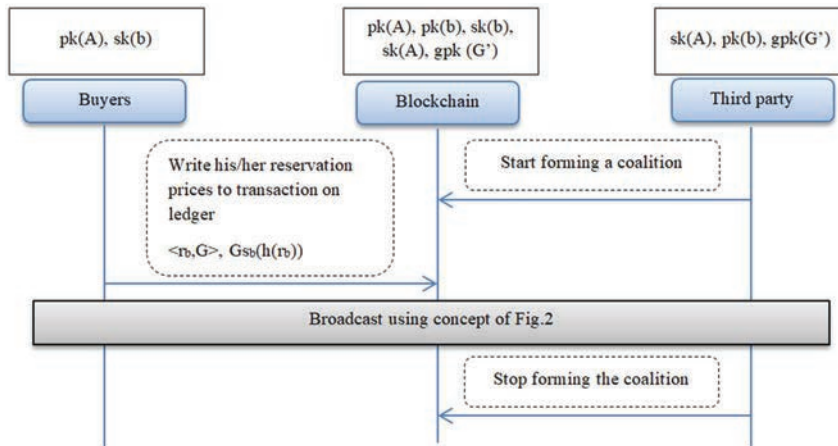 pk(A), sk(b)
pk(A), pk(b), sk(b),
sk(A), gpk (G’)
sk(A), pk(b), gpk(G’)
Buyers
Blockchain
Third party
Write his/her reservation
prices to transaction on
ledger
<rb,G>, Gsb(h(rb))
Start forming a coalition
Broadcast using concept of Fig.2
Stop forming the coalition